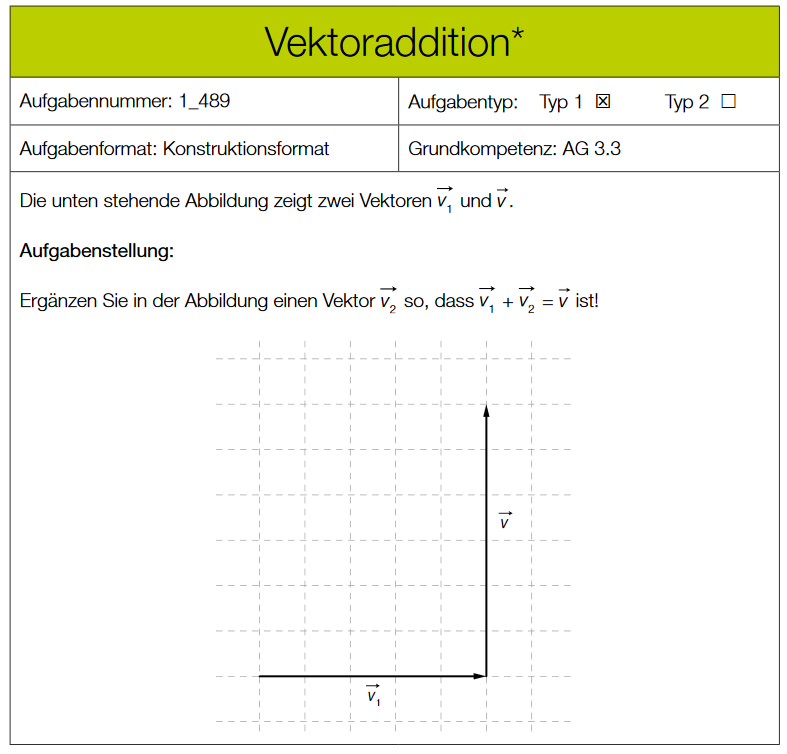 Vektoraddition*
Aufgabennummer: 1_489
Aufgabentyp: Typ 1 ☒ Typ 2 ☐
Aufgabenformat: Konstruktionsformat
Grundkompetenz: AG 3.3
Die unten stehende Abbildung zeigt zwei Vektoren v⃗₁ und v⃗.
Aufgabenstellung:
Ergänzen Sie in der Abbildung einen Vektor v⃗₂ so, dass v⃗₁ + v⃗₂ = v⃗ ist!
v⃗
v⃗₁